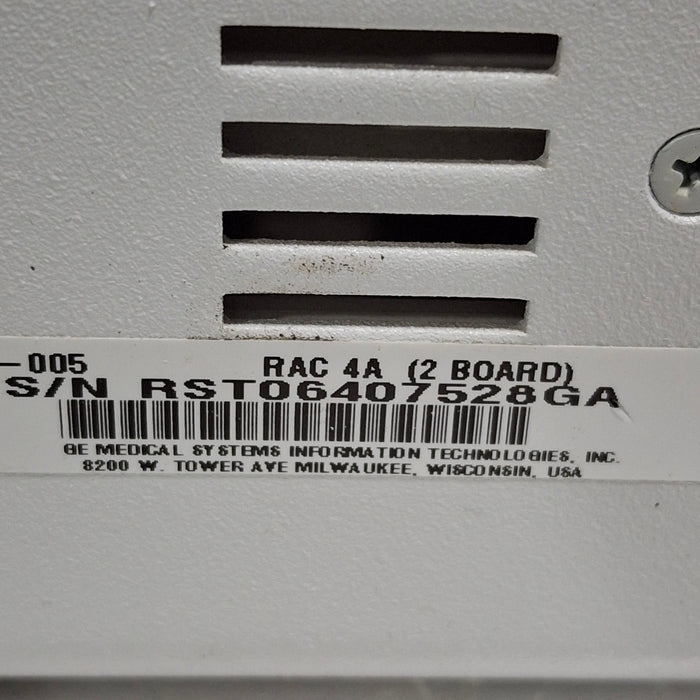 -005 RAC 4A (2 BOARD)
S/N RST06407528GA
GE MEDICAL SYSTEMS INFORMATION TECHNOLOGIES, INC.
8200 W. TOWER AVE MILWAUKEE, WISCONSIN, USA